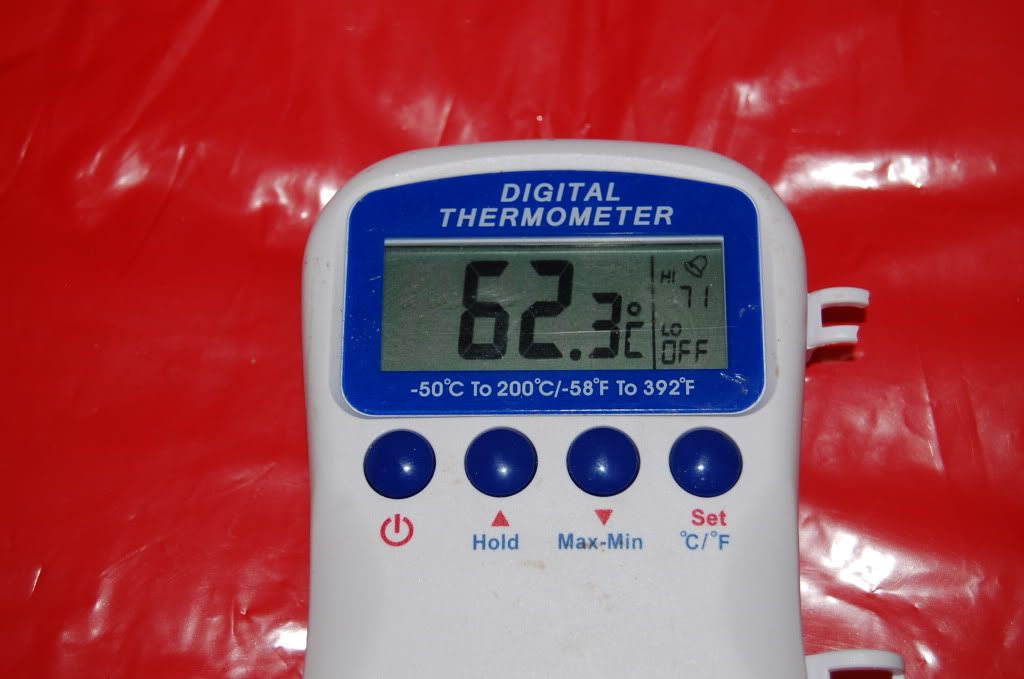 DIGITAL
THERMOMETER
62.3°C
HI
71
LO
OFF
-50°C To 200°C/-58°F To 392°F
Hold
Max-Min
Set
°C/°F